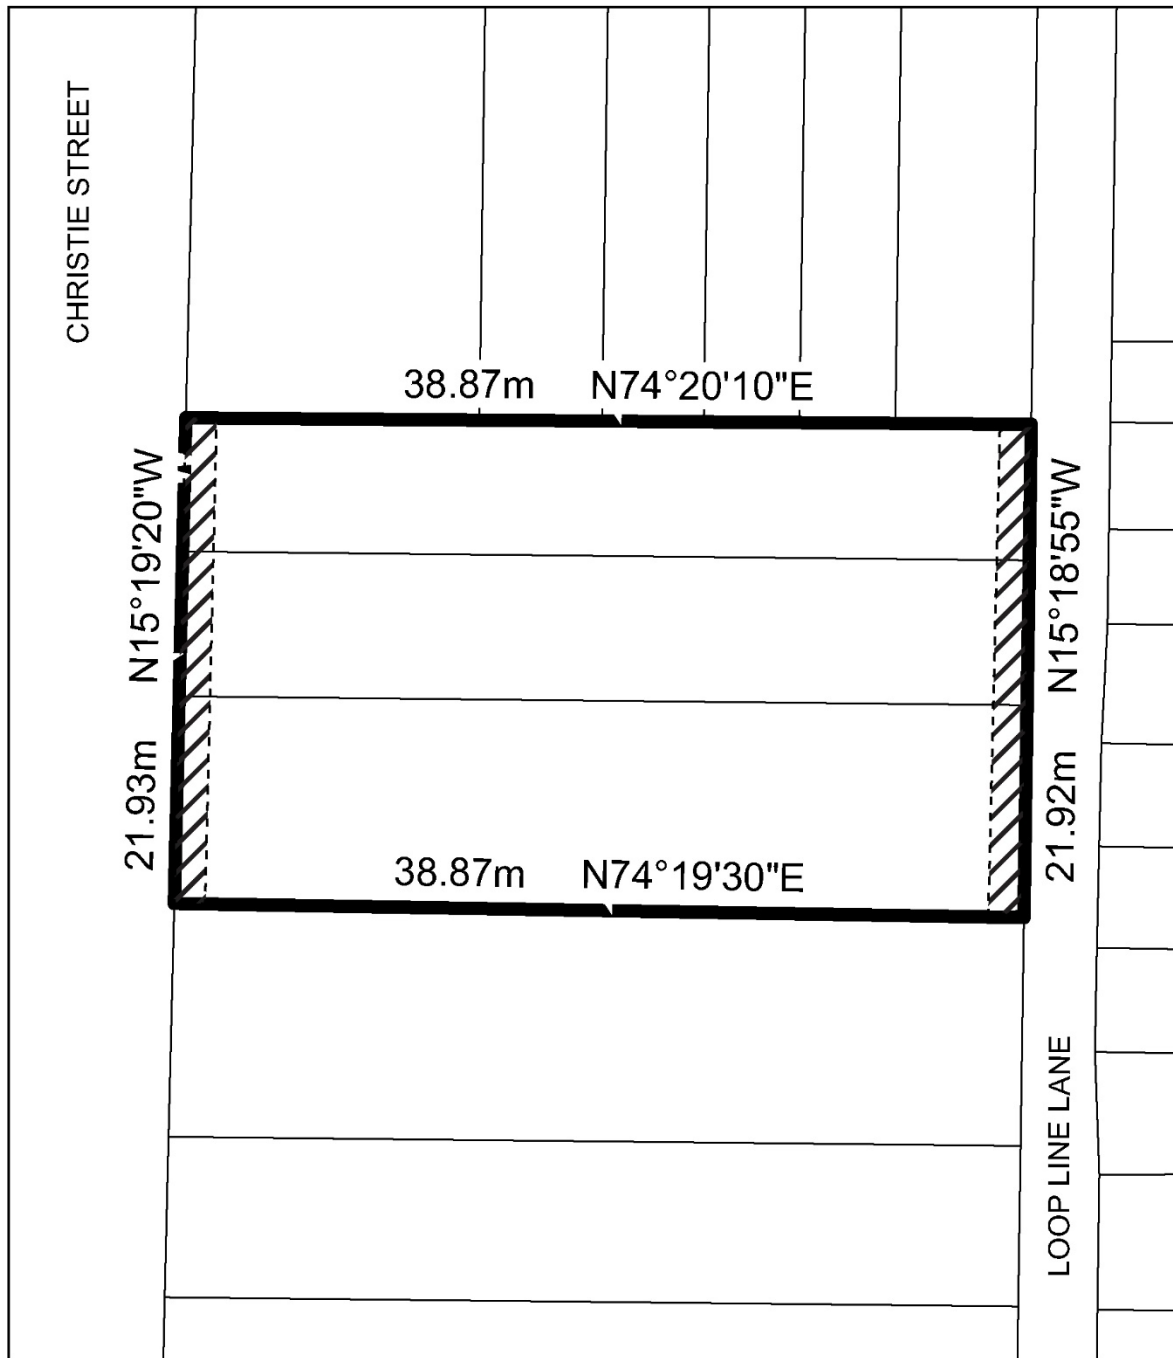 CHRISTIE STREET
38.87m N74°20'10"E
N15°19'20"W
21.93m
N15°18'55"W
21.92m
38.87m N74°19'30"E
LOOP LINE LANE